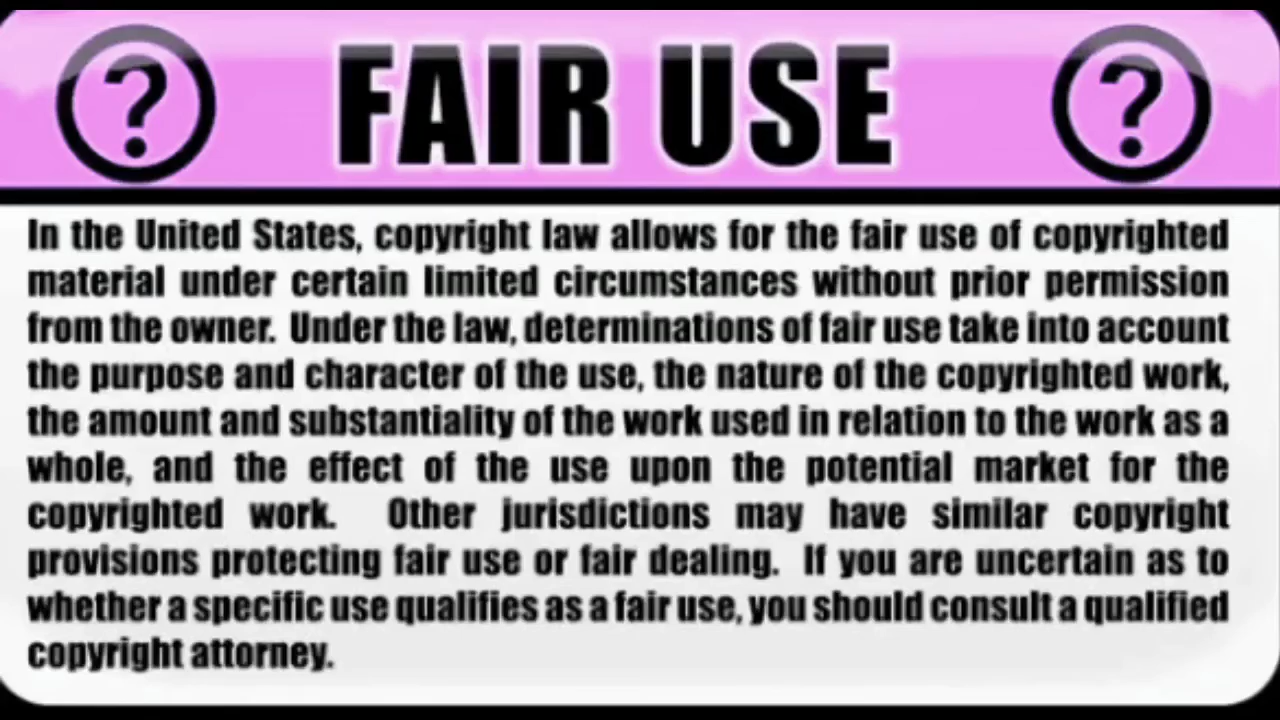 ? FAIR USE ?
In the United States, copyright law allows for the fair use of copyrighted
material under certain limited circumstances without prior permission
from the owner. Under the law, determinations of fair use take into account
the purpose and character of the use, the nature of the copyrighted work,
the amount and substantiality of the work used in relation to the work as a
whole, and the effect of the use upon the potential market for the
copyrighted work. Other jurisdictions may have similar copyright
provisions protecting fair use or fair dealing. If you are uncertain as to
whether a specific use qualifies as a fair use, you should consult a qualified
copyright attorney.